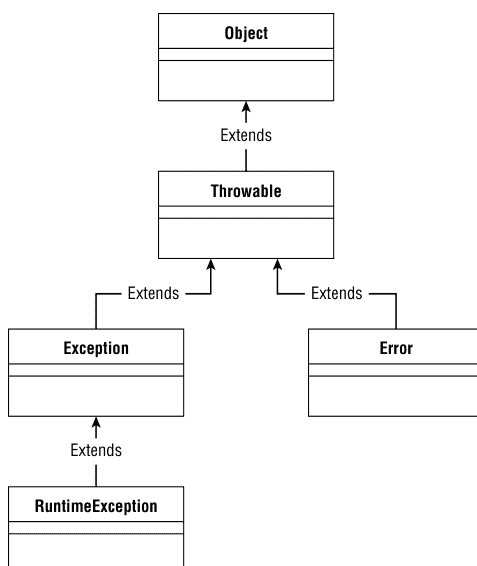 Object
Extends
Throwable
Extends
Extends
Exception
Error
Extends
RuntimeException